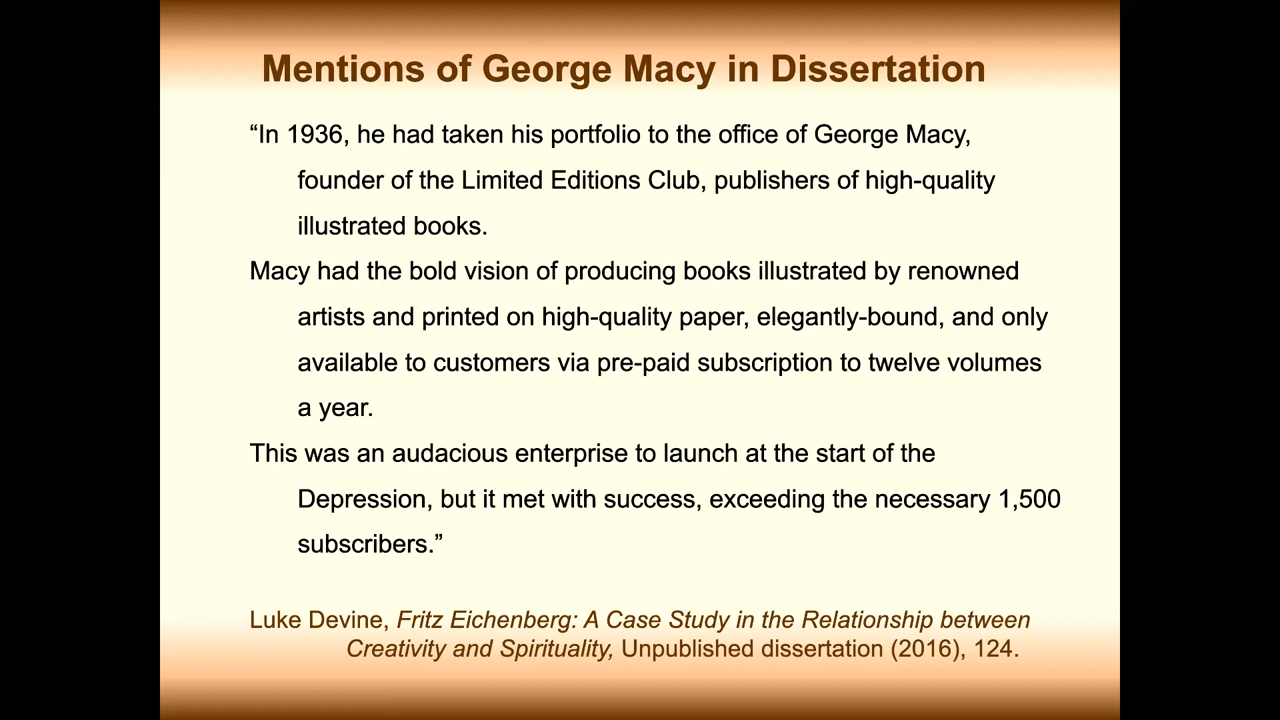 Mentions of George Macy in Dissertation
“In 1936, he had taken his portfolio to the office of George Macy,
founder of the Limited Editions Club, publishers of high-quality
illustrated books.
Macy had the bold vision of producing books illustrated by renowned
artists and printed on high-quality paper, elegantly-bound, and only
available to customers via pre-paid subscription to twelve volumes
a year.
This was an audacious enterprise to launch at the start of the
Depression, but it met with success, exceeding the necessary 1,500
subscribers.”
Luke Devine, Fritz Eichenberg: A Case Study in the Relationship between
Creativity and Spirituality, Unpublished dissertation (2016), 124.